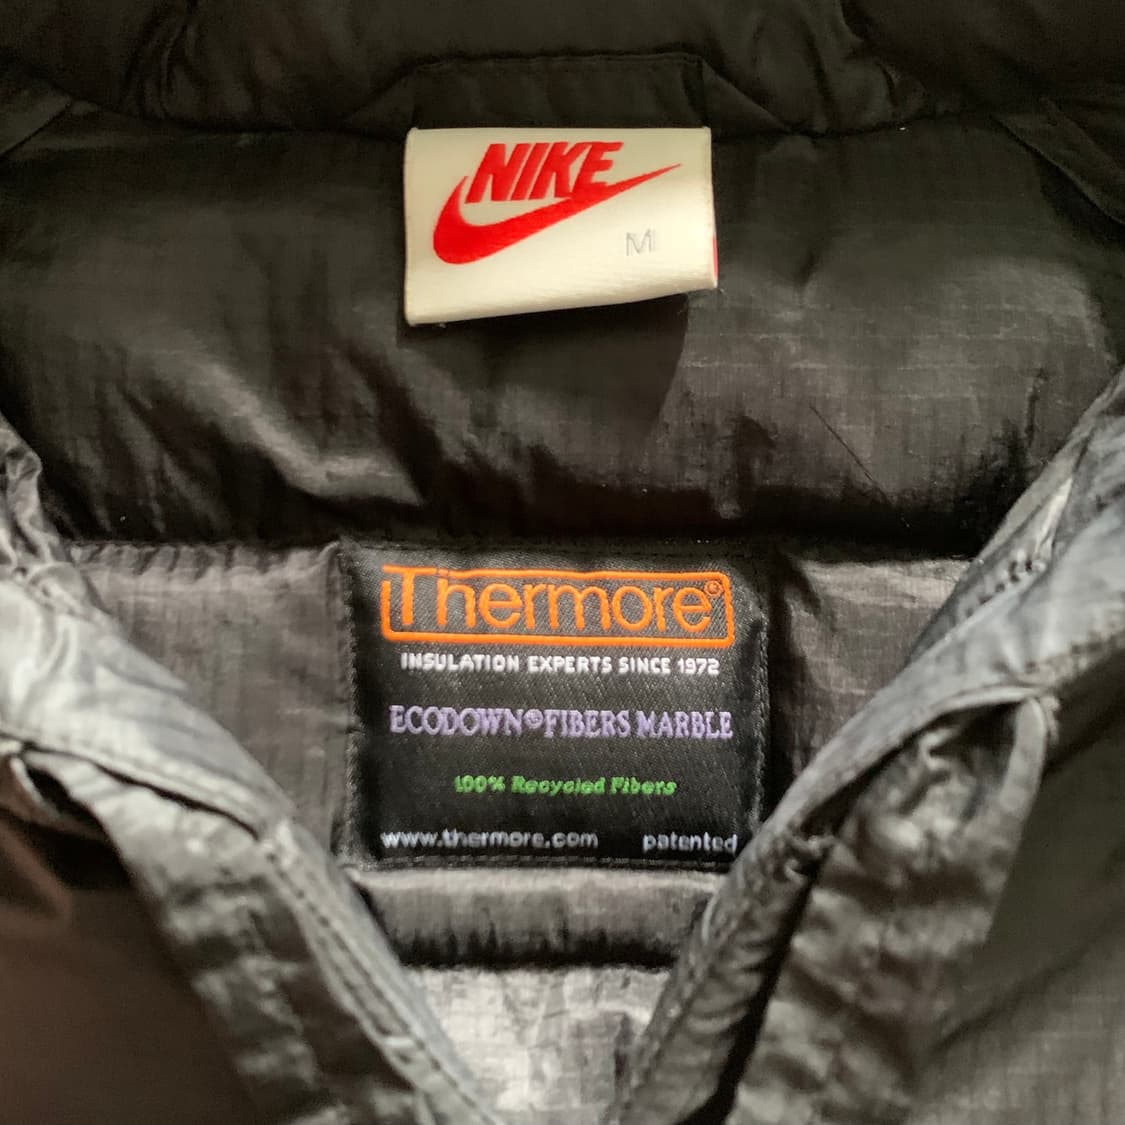 NIKE
M
Thermore®
INSULATION EXPERTS SINCE 1972
ECODOWN® FIBERS MARBLE
100% Recycled Fibers
www.thermore.com patented